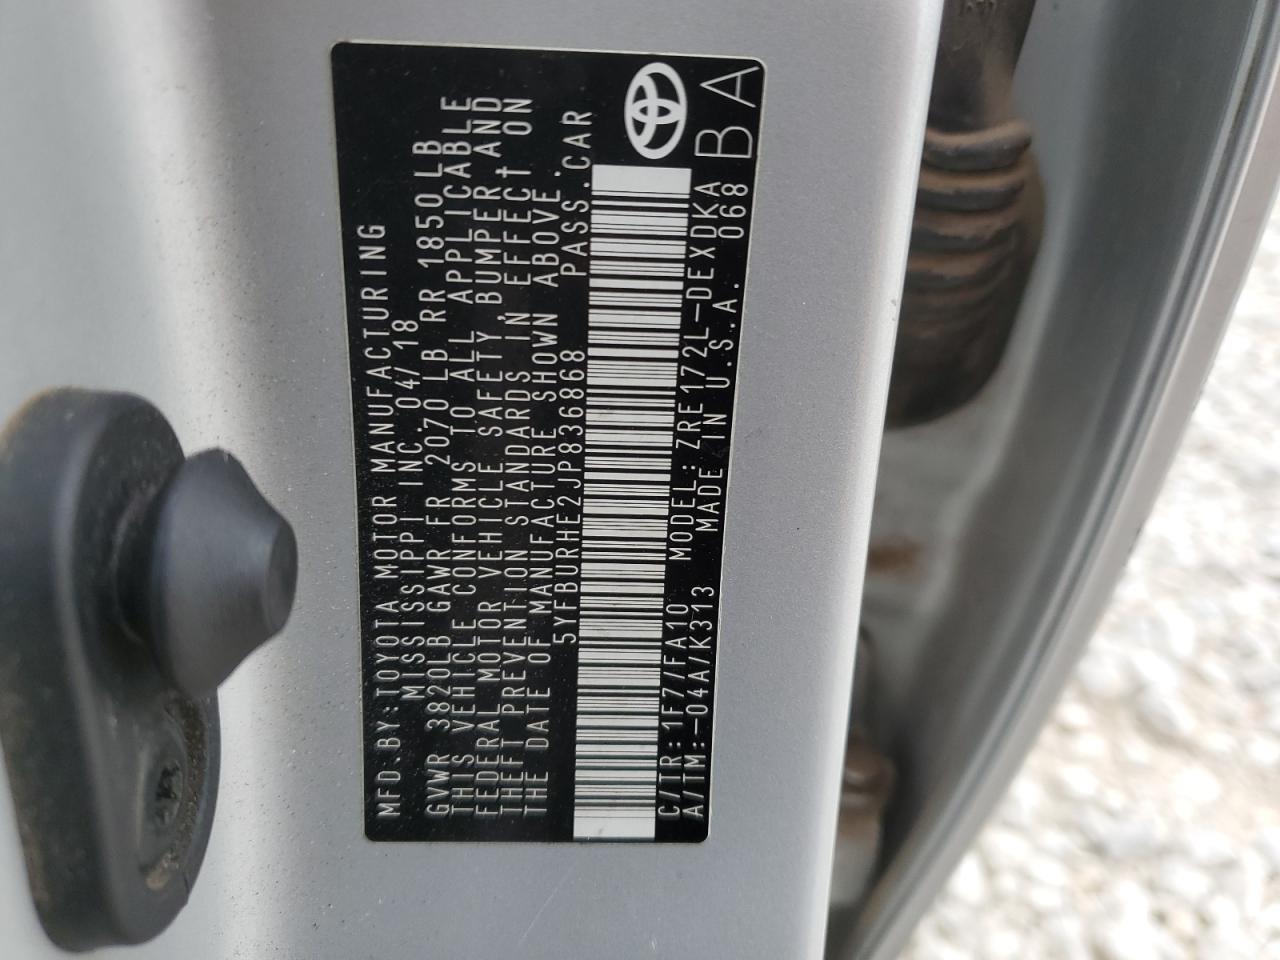 MFD.BY:TOYOTA MOTOR MANUFACTURING
MISSISSIPPI INC. 04/18
GVWR 3820LB GAWR FR 2070 LB RR 1850LB
THIS VEHICLE CONFORMS TO ALL APPLICABLE
FEDERAL MOTOR VEHICLE SAFETY, BUMPER, AND
THEFT PREVENTION STANDARDS IN EFFECT ON
THE DATE OF MANUFACTURE SHOWN ABOVE.
5YFBURHE2JP836868 PASS.CAR
C/TR:1F7/FA10 MODEL:ZRE172L-DEXDKA
A/TM:-04A/K313 MADE IN U.S.A. 068 BA